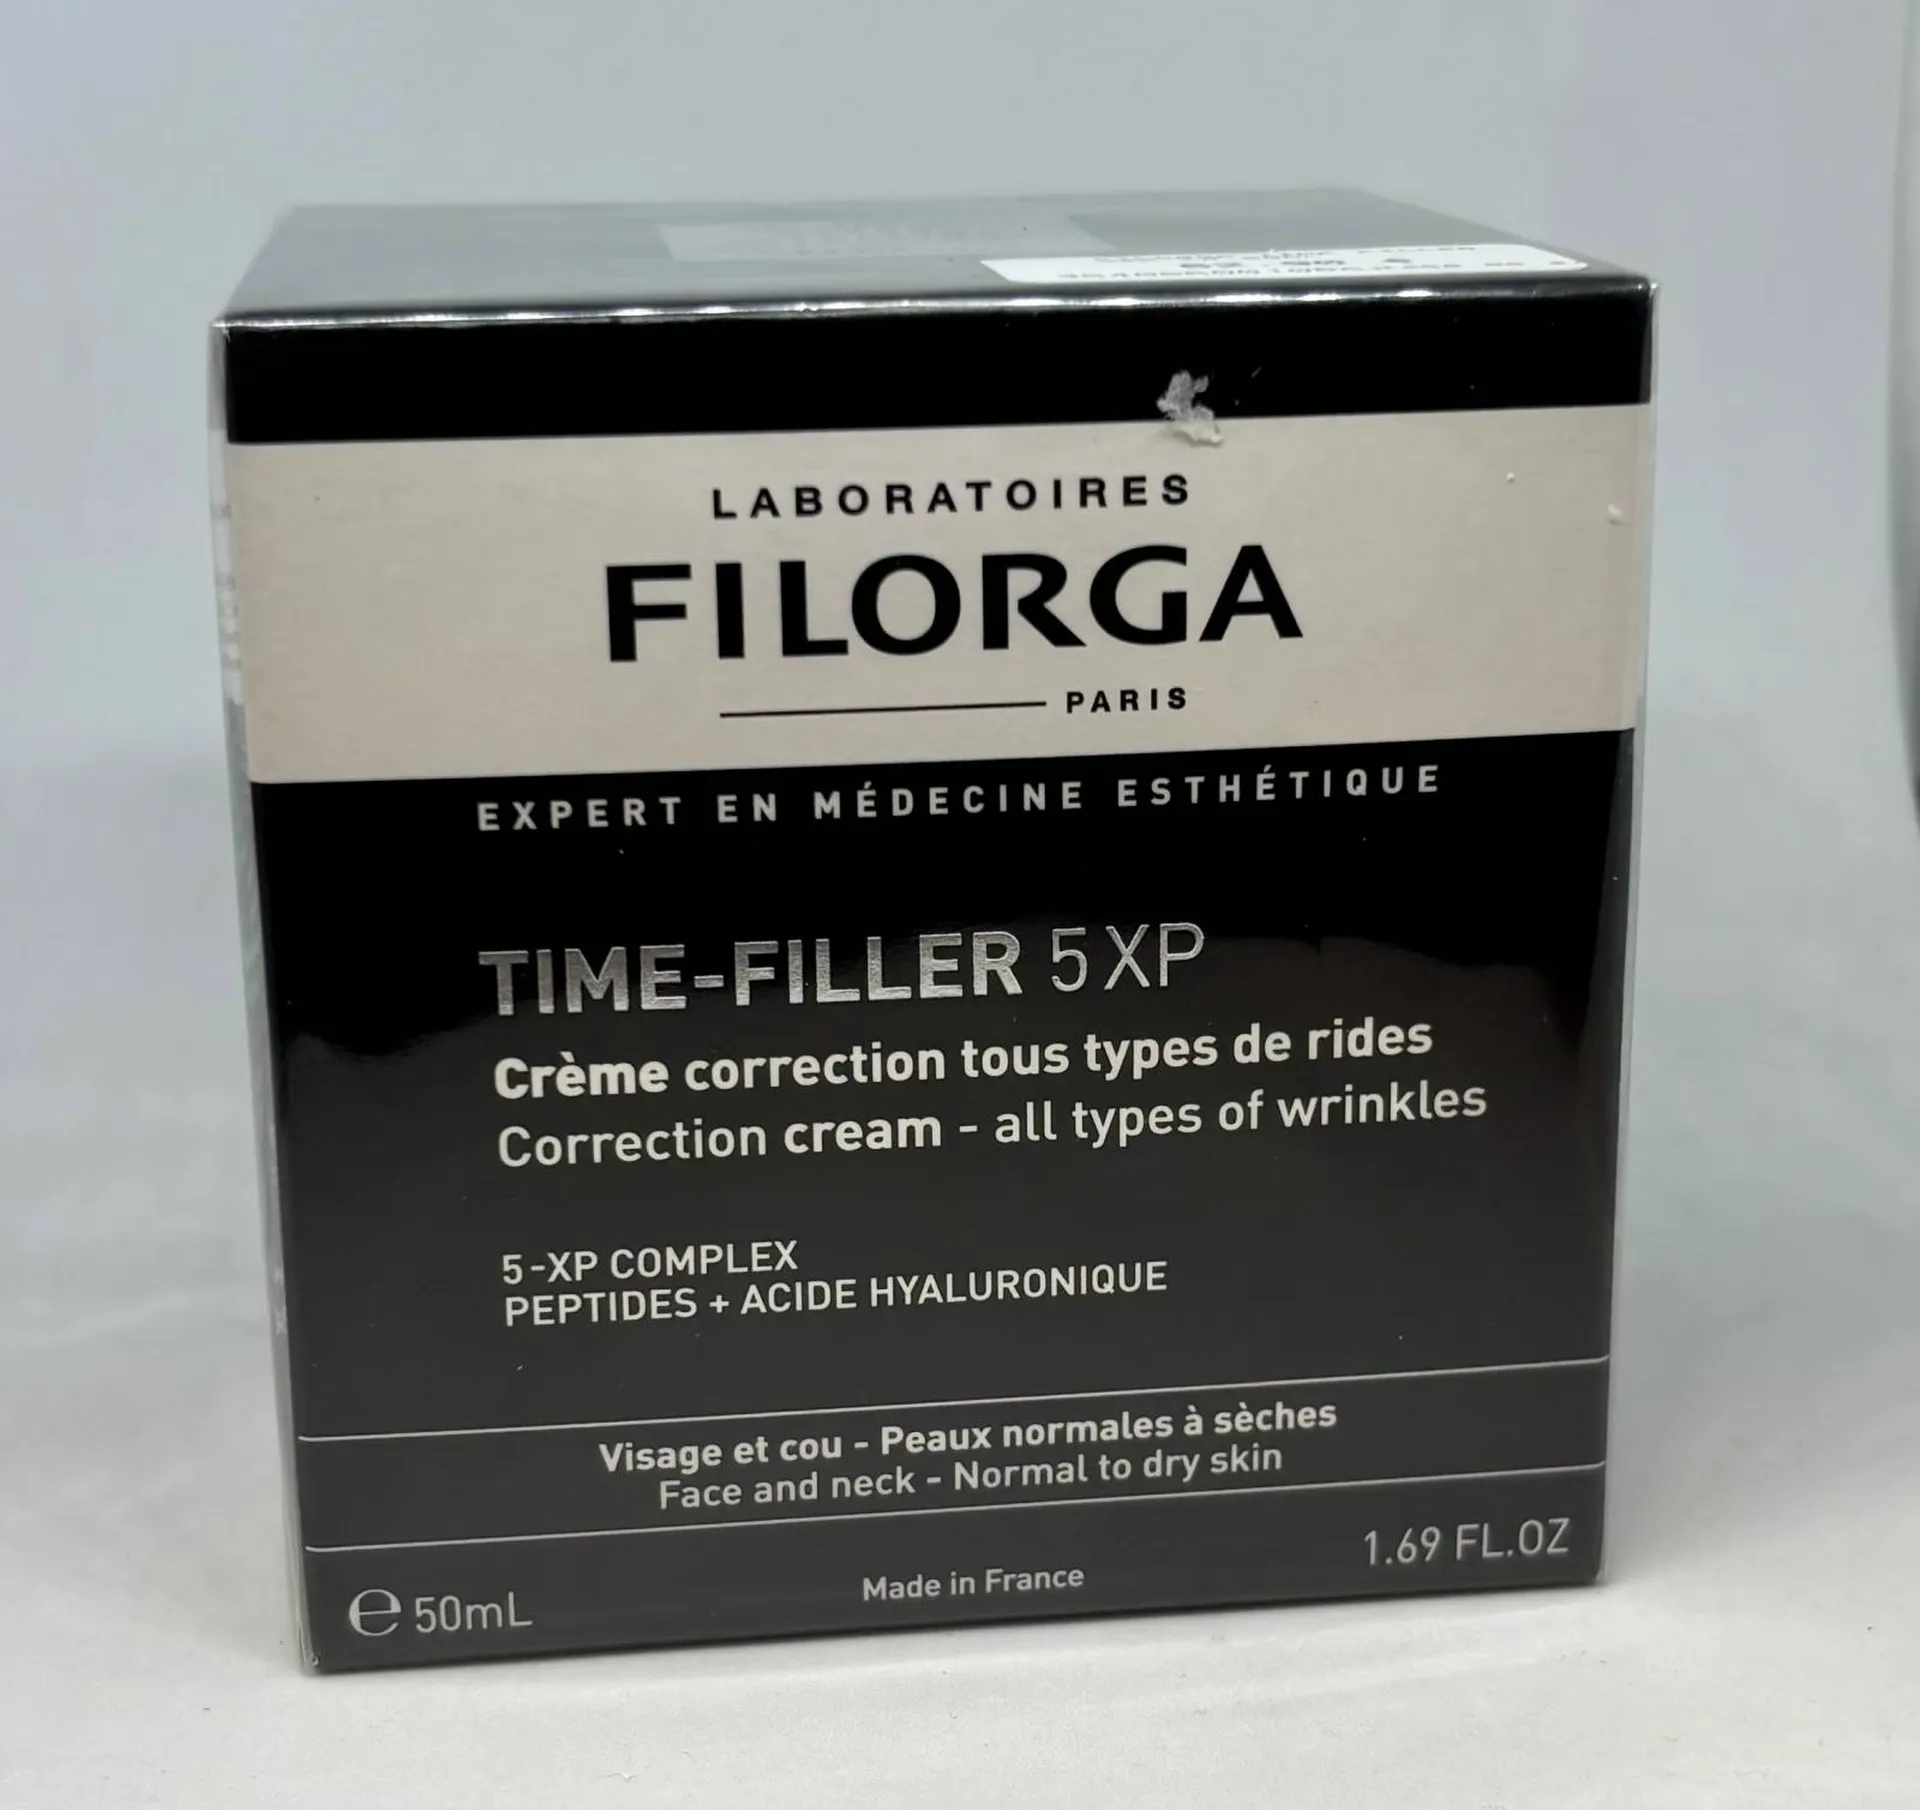 LABORATOIRES
FILORGA
PARIS
EXPERT EN MÉDECINE ESTHÉTIQUE
TIME-FILLER 5 XP
Crème correction tous types de rides
Correction cream - all types of wrinkles
5-XP COMPLEX
PEPTIDES + ACIDE HYALURONIQUE
Visage et cou - Peaux normales à sèches
Face and neck - Normal to dry skin
℮ 50mL
Made in France
1.69 FL.OZ